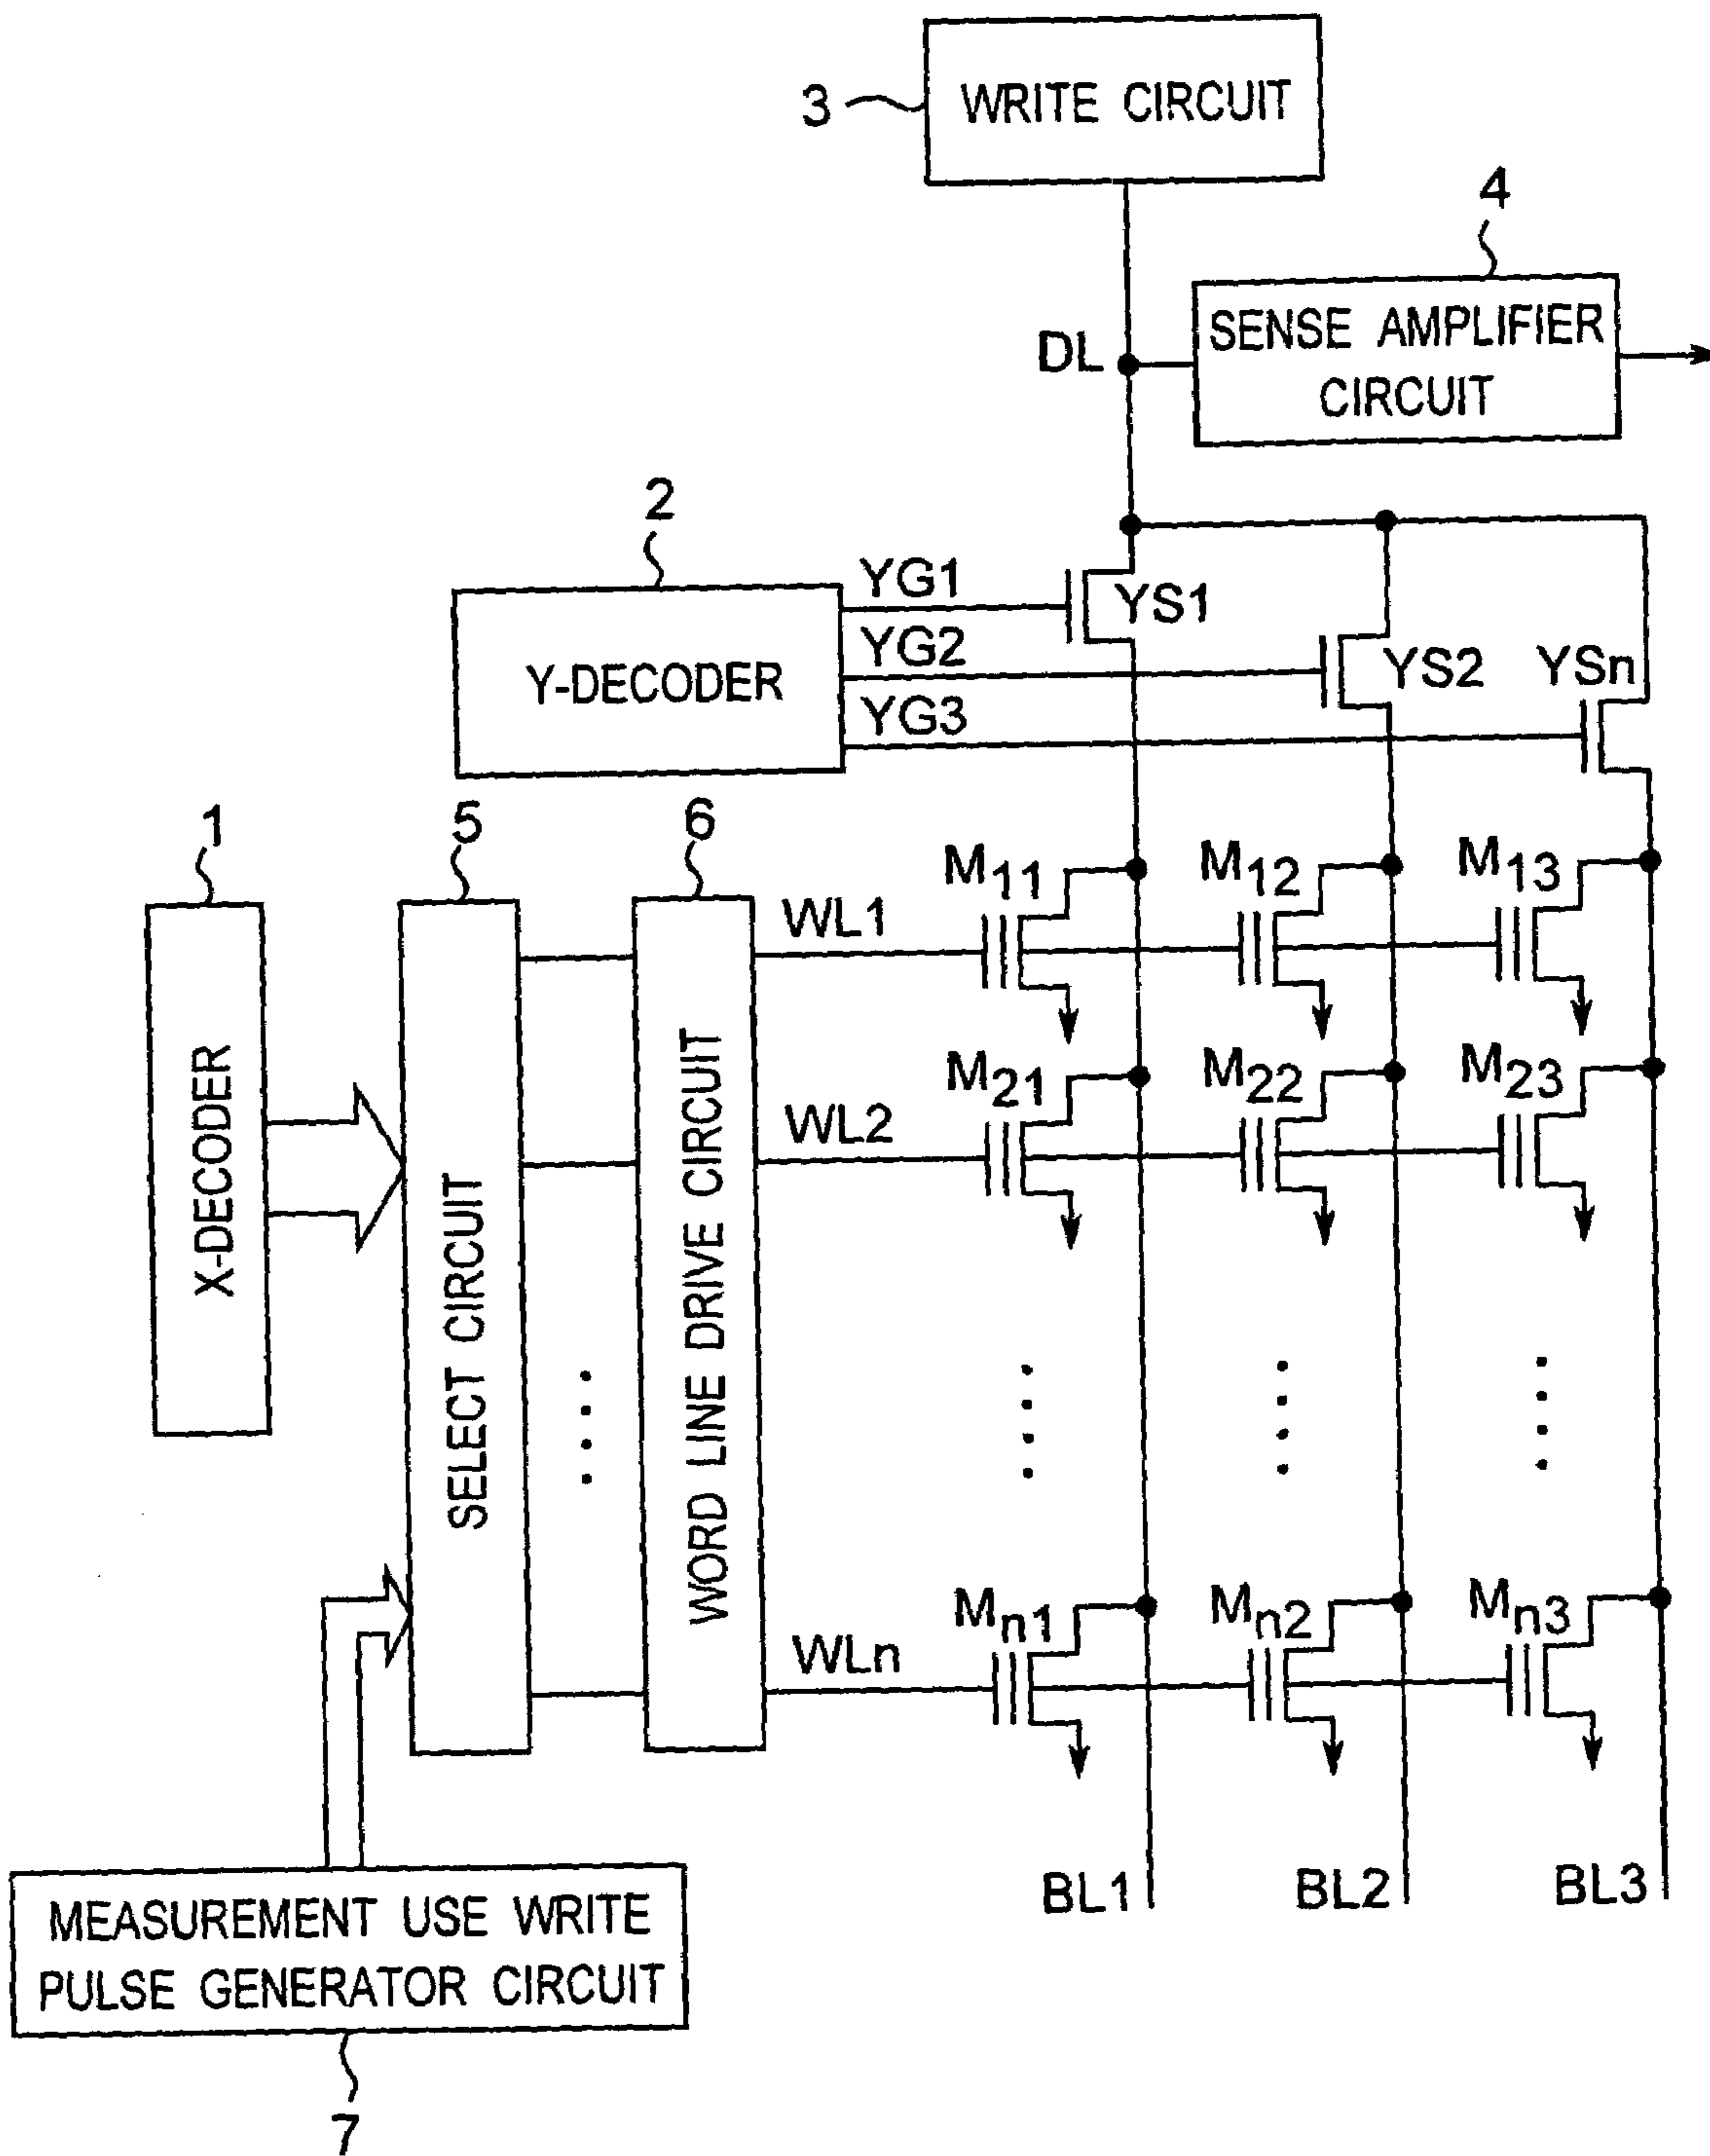 3
WRITE CIRCUIT
4
SENSE AMPLIFIER
CIRCUIT
DL
2
Y-DECODER
YG1
YG2
YG3
YS1
YS2
YSn
1
X-DECODER
5
SELECT CIRCUIT
6
WORD LINE DRIVE CIRCUIT
WL1
M11
M12
M13
WL2
M21
M22
M23
WLn
Mn1
Mn2
Mn3
BL1
BL2
BL3
MEASUREMENT USE WRITE
PULSE GENERATOR CIRCUIT
7